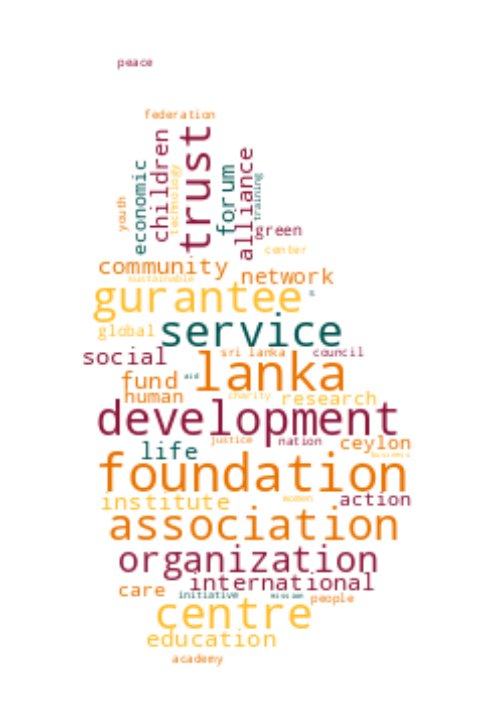 peace
federation
children
trust
economic
technology
forum
alliance
training
youth
green
center
community
network
sustainable
gurantee
s
global
service
social
sri lanka
council
lanka
fund
aid
human
charity
research
development
justice
nation
ceylon
life
business
foundation
institute
women
action
association
organization
international
care
initiative
mission
people
centre
education
academy